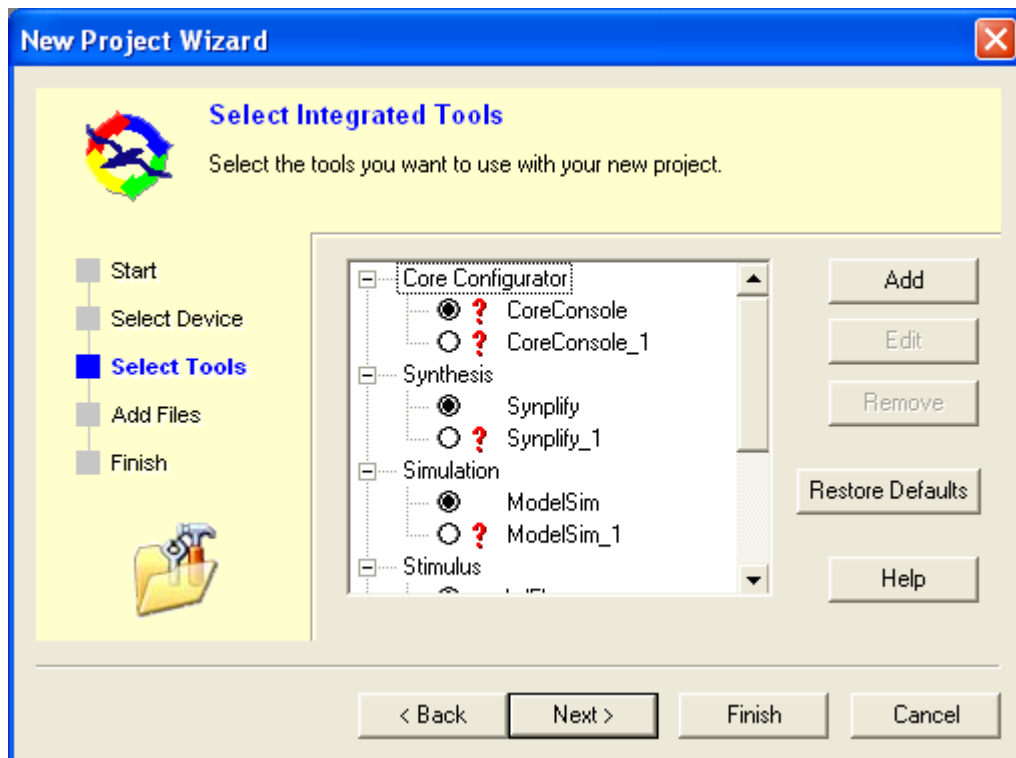 New Project Wizard
Select Integrated Tools
Select the tools you want to use with your new project.
Start
Select Device
Select Tools
Add Files
Finish
Core Configurator
? CoreConsole
? CoreConsole_1
Synthesis
Synplify
? Synplify_1
Simulation
ModelSim
? ModelSim_1
Stimulus
Add
Edit
Remove
Restore Defaults
Help
< Back
Next >
Finish
Cancel